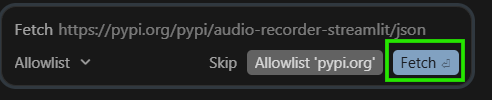 Fetch https://pypi.org/pypi/audio-recorder-streamlit/json
Allowlist Skip Allowlist 'pypi.org' Fetch ⏎